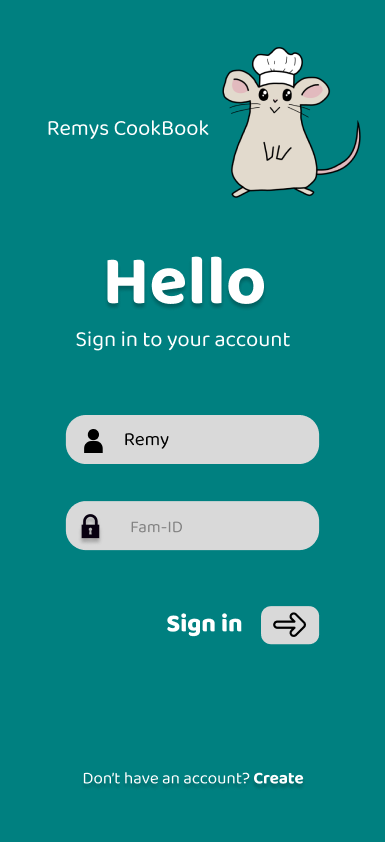 Remys CookBook
Hello
Sign in to your account
Remy
Fam-ID
Sign in
Don't have an account? Create